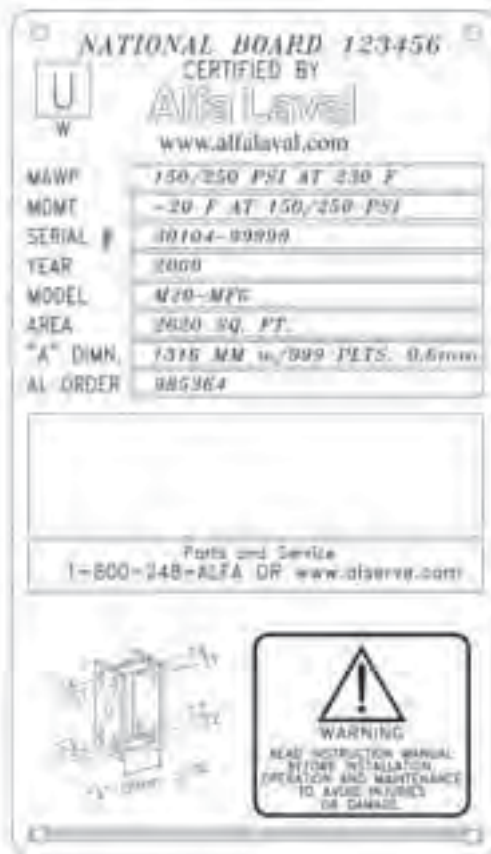 NATIONAL BOARD 123456
U
W
CERTIFIED BY
Alfa Laval
www.alfalaval.com
MAWP 150/250 PSI AT 230 F
MDMT -20 F AT 150/250 PSI
SERIAL # 30104-99999
YEAR 2000
MODEL M20-MFG
AREA 2620 SQ. FT.
"A" DIMN. 1316 MM w/999 PLTS. 0.6mm
AL ORDER 985364
Parts and Service
1-800-248-ALFA OR www.alserve.com
WARNING
READ INSTRUCTION MANUAL
BEFORE INSTALLATION,
OPERATION AND MAINTENANCE
TO AVOID INJURIES
OR DAMAGE.